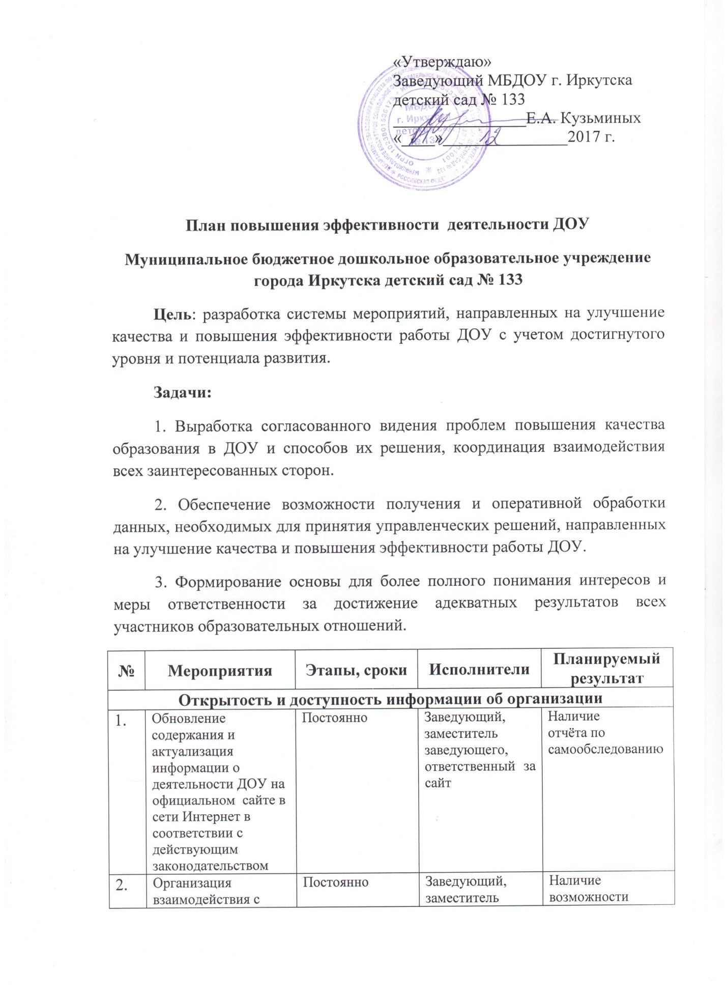 «Утверждаю»
Заведующий МБДОУ г. Иркутска
детский сад № 133
Е.А. Кузьминых
«____»_______________2017 г.
12
МБДОУ
г. Иркутска
детский сад
РОССИЙСКАЯ
План повышения эффективности деятельности ДОУ
Муниципальное бюджетное дошкольное образовательное учреждение
города Иркутска детский сад № 133
Цель: разработка системы мероприятий, направленных на улучшение
качества и повышения эффективности работы ДОУ с учетом достигнутого
уровня и потенциала развития.
Задачи:
1. Выработка согласованного видения проблем повышения качества
образования в ДОУ и способов их решения, координация взаимодействия
всех заинтересованных сторон.
2. Обеспечение возможности получения и оперативной обработки
данных, необходимых для принятия управленческих решений, направленных
на улучшение качества и повышения эффективности работы ДОУ.
3. Формирование основы для более полного понимания интересов и
меры ответственности за достижение адекватных результатов всех
участников образовательных отношений.
№
Мероприятия
Этапы, сроки
Исполнители
Планируемый
результат
Открытость и доступность информации об организации
1.
Обновление
содержания и
актуализация
информации о
деятельности ДОУ на
официальном сайте в
сети Интернет в
соответствии с
действующим
законодательством
Постоянно
Заведующий,
заместитель
заведующего,
ответственный за
сайт
Наличие
отчёта по
самообследованию
2.
Организация
взаимодействия с
Постоянно
Заведующий,
заместитель
Наличие
возможности